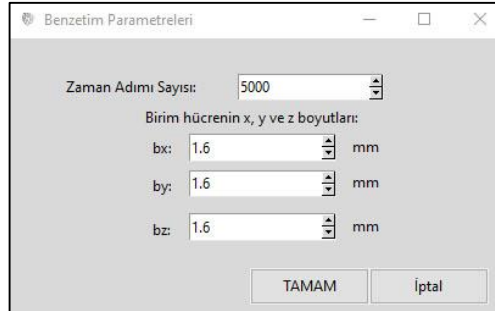 Benzetim Parametreleri
Zaman Adımı Sayısı: 5000
Birim hücrenin x, y ve z boyutları:
bx: 1.6 mm
by: 1.6 mm
bz: 1.6 mm
TAMAM İptal